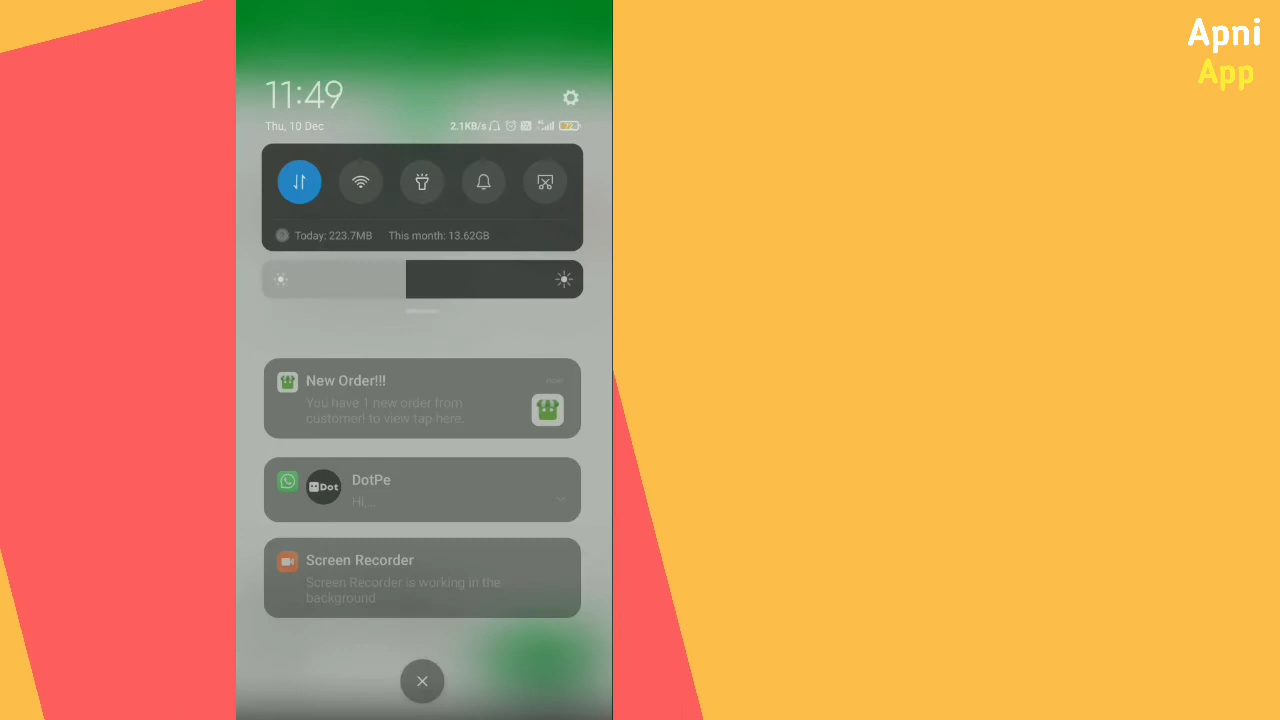 Apni
App
11:49
Thu, 10 Dec
2.1KB/s
Today: 223.7MB This month: 13.62GB
New Order!!!
now
You have 1 new order from
customer! to view tap here.
Dot
DotPe
Hi,...
Screen Recorder
Screen Recorder is working in the
background